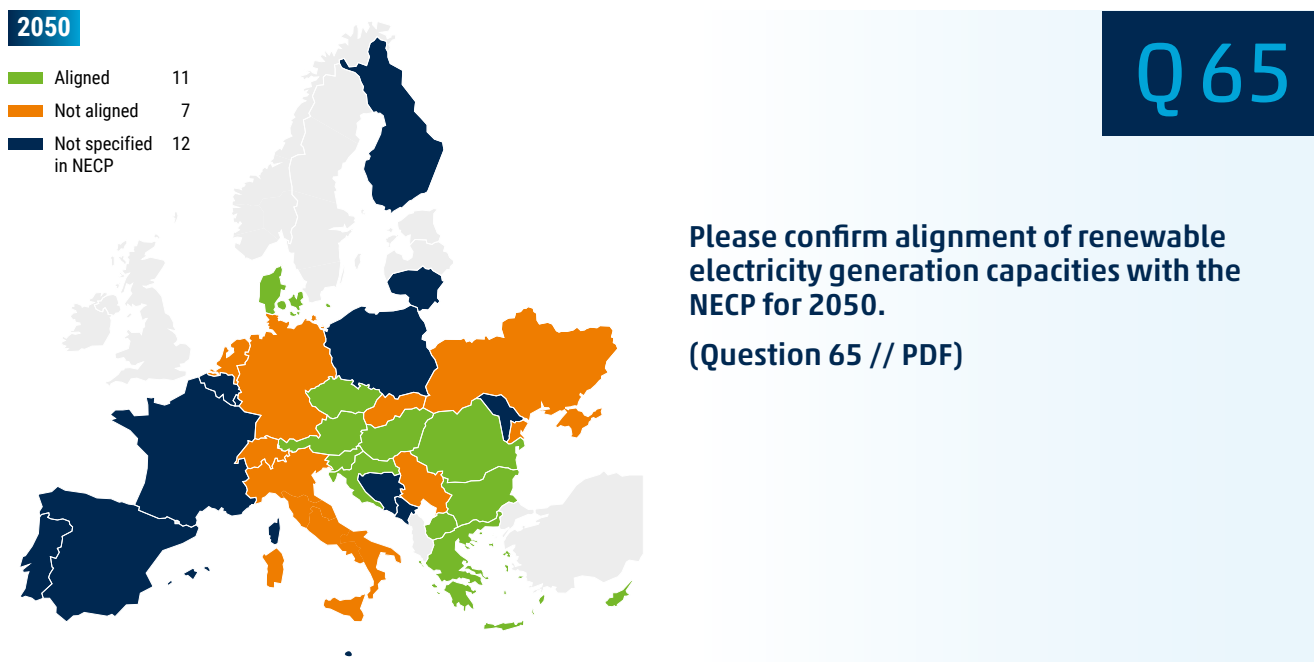 2050
Aligned 11
Not aligned 7
Not specified 12
in NECP
Q 65
Please confirm alignment of renewable
electricity generation capacities with the
NECP for 2050.
(Question 65 // PDF)